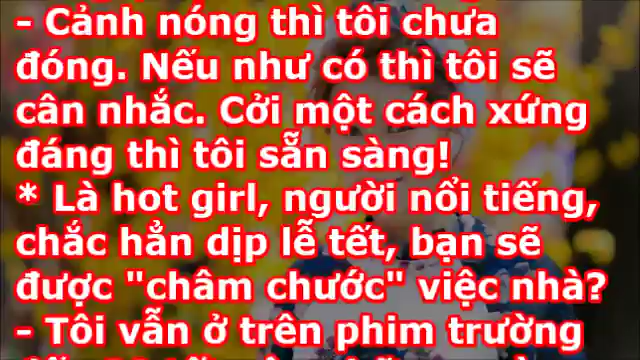 - Cảnh nóng thì tôi chưa
đóng. Nếu như có thì tôi sẽ
cân nhắc. Cởi một cách xứng
đáng thì tôi sẵn sàng!
* Là hot girl, người nổi tiếng,
chắc hẳn dịp lễ tết, bạn sẽ
được "châm chước" việc nhà?
- Tôi vẫn ở trên phim trường